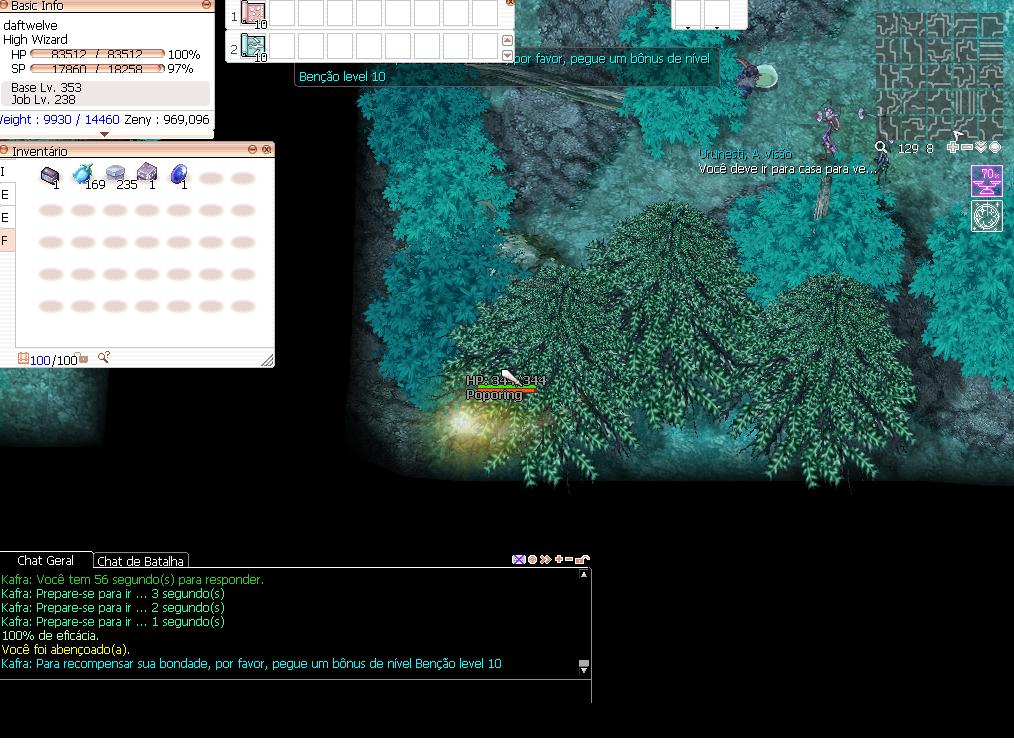 Basic Info
daftwelve
High Wizard
HP 83512 / 83512 100%
SP 17860 / 18258 97%
Base Lv. 353
Job Lv. 238
Weight : 9930 / 14460 Zeny : 969,096
1
10
2
10
por favor, pegue um bônus de nível
Benção level 10
129 8
70%
Urunesti, A Visão
Você deve ir para casa para ve...
Inventário
I
E
E
F
1 169 235 1 1
100/100
HP: 344/344
Poporing
Chat Geral
Chat de Batalha
Kafra: Você tem 56 segundo(s) para responder.
Kafra: Prepare-se para ir ... 3 segundo(s)
Kafra: Prepare-se para ir ... 2 segundo(s)
Kafra: Prepare-se para ir ... 1 segundo(s)
100% de eficácia.
Você foi abençoado(a).
Kafra: Para recompensar sua bondade, por favor, pegue um bônus de nível Benção level 10